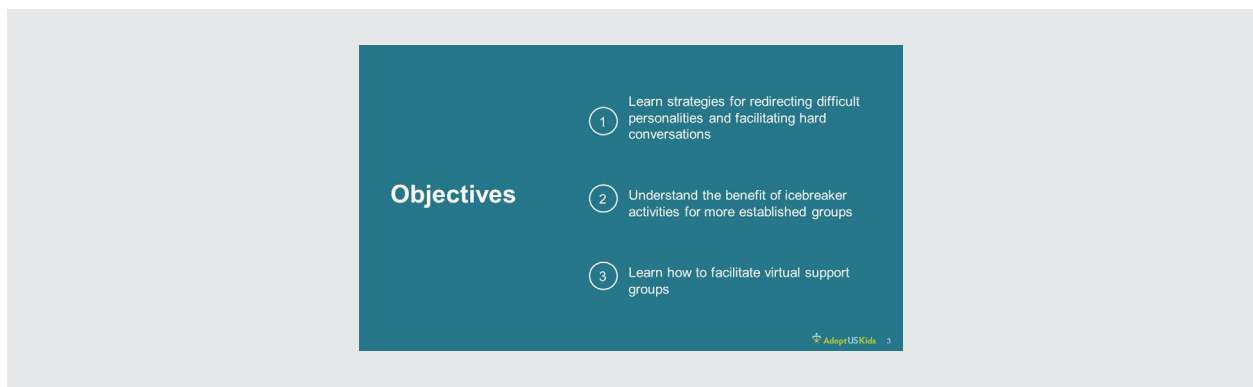 Objectives
1
Learn strategies for redirecting difficult
personalities and facilitating hard
conversations
2
Understand the benefit of icebreaker
activities for more established groups
3
Learn how to facilitate virtual support
groups
AdoptUSKids 3